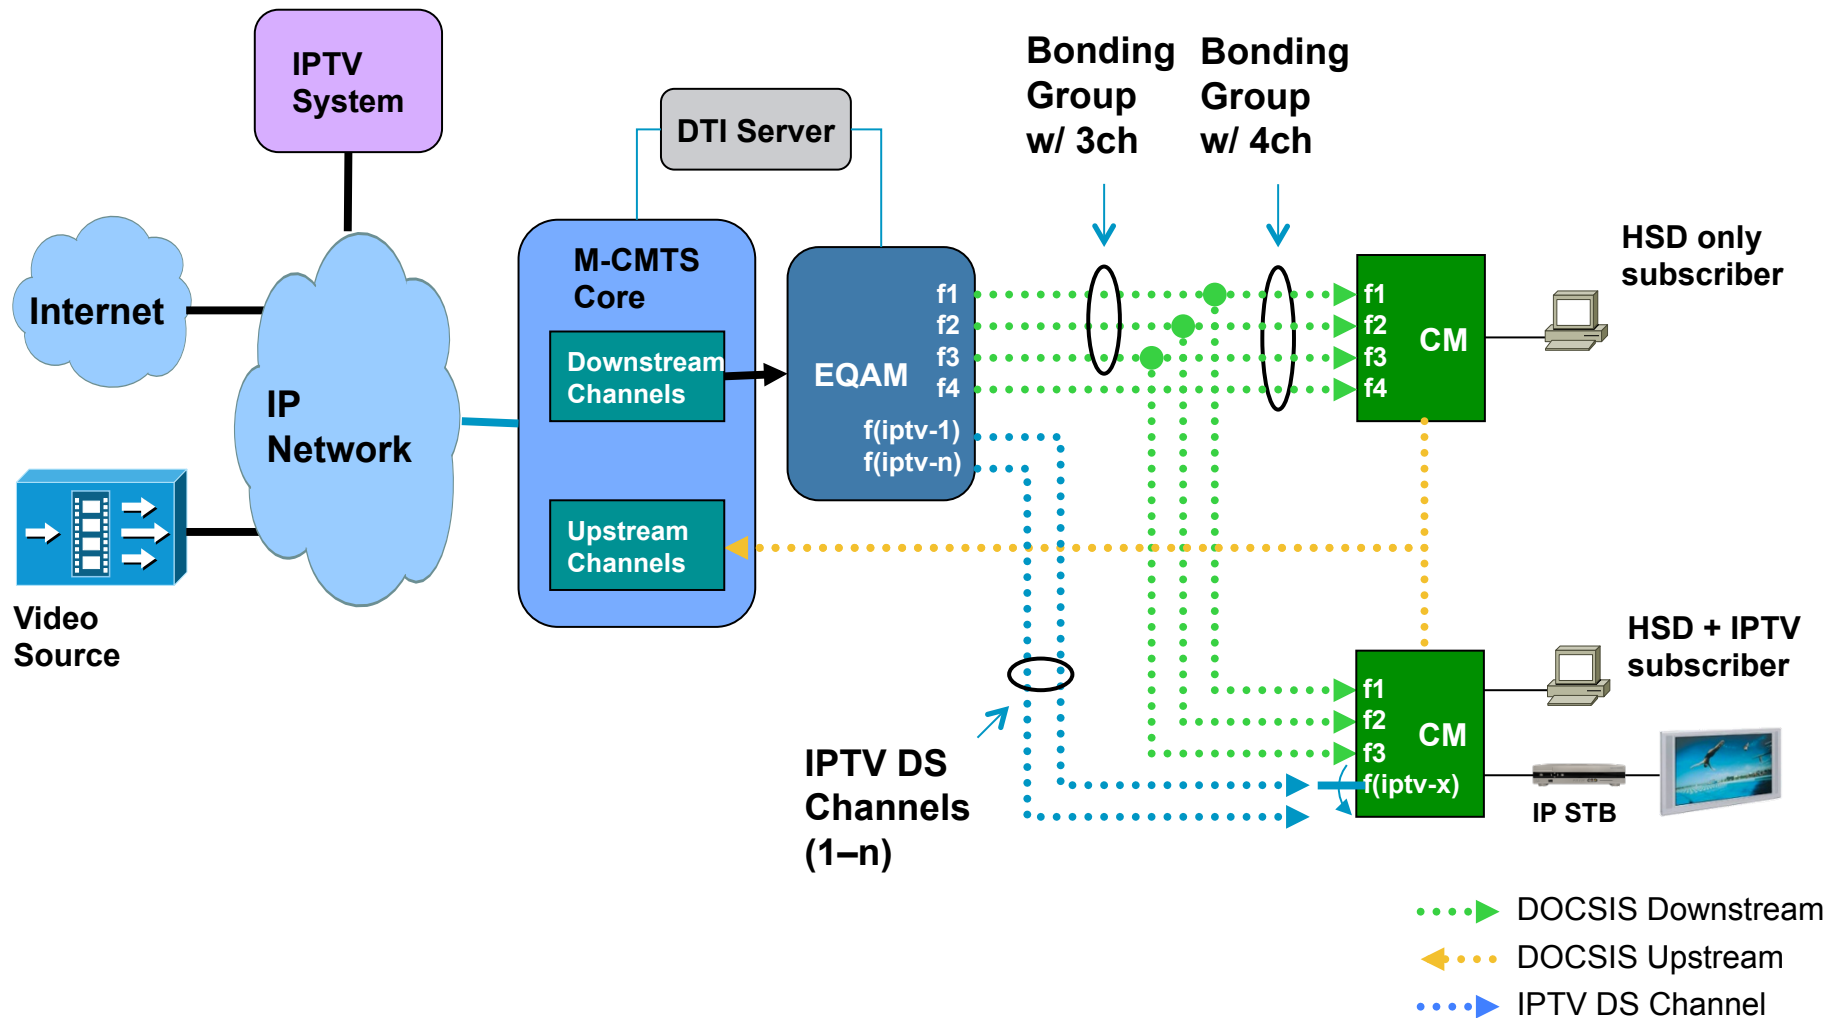 IPTV
System
DTI Server
Bonding
Group
w/ 3ch
Bonding
Group
w/ 4ch
HSD only
subscriber
Internet
IP
Network
M-CMTS
Core
Downstream
Channels
Upstream
Channels
EQAM
f1
f2
f3
f4
f(iptv-1)
f(iptv-n)
f1
f2
f3
f4
CM
Video
Source
HSD + IPTV
subscriber
f1
f2
f3
f(iptv-x)
CM
IP STB
IPTV DS
Channels
(1–n)
DOCSIS Downstream
DOCSIS Upstream
IPTV DS Channel